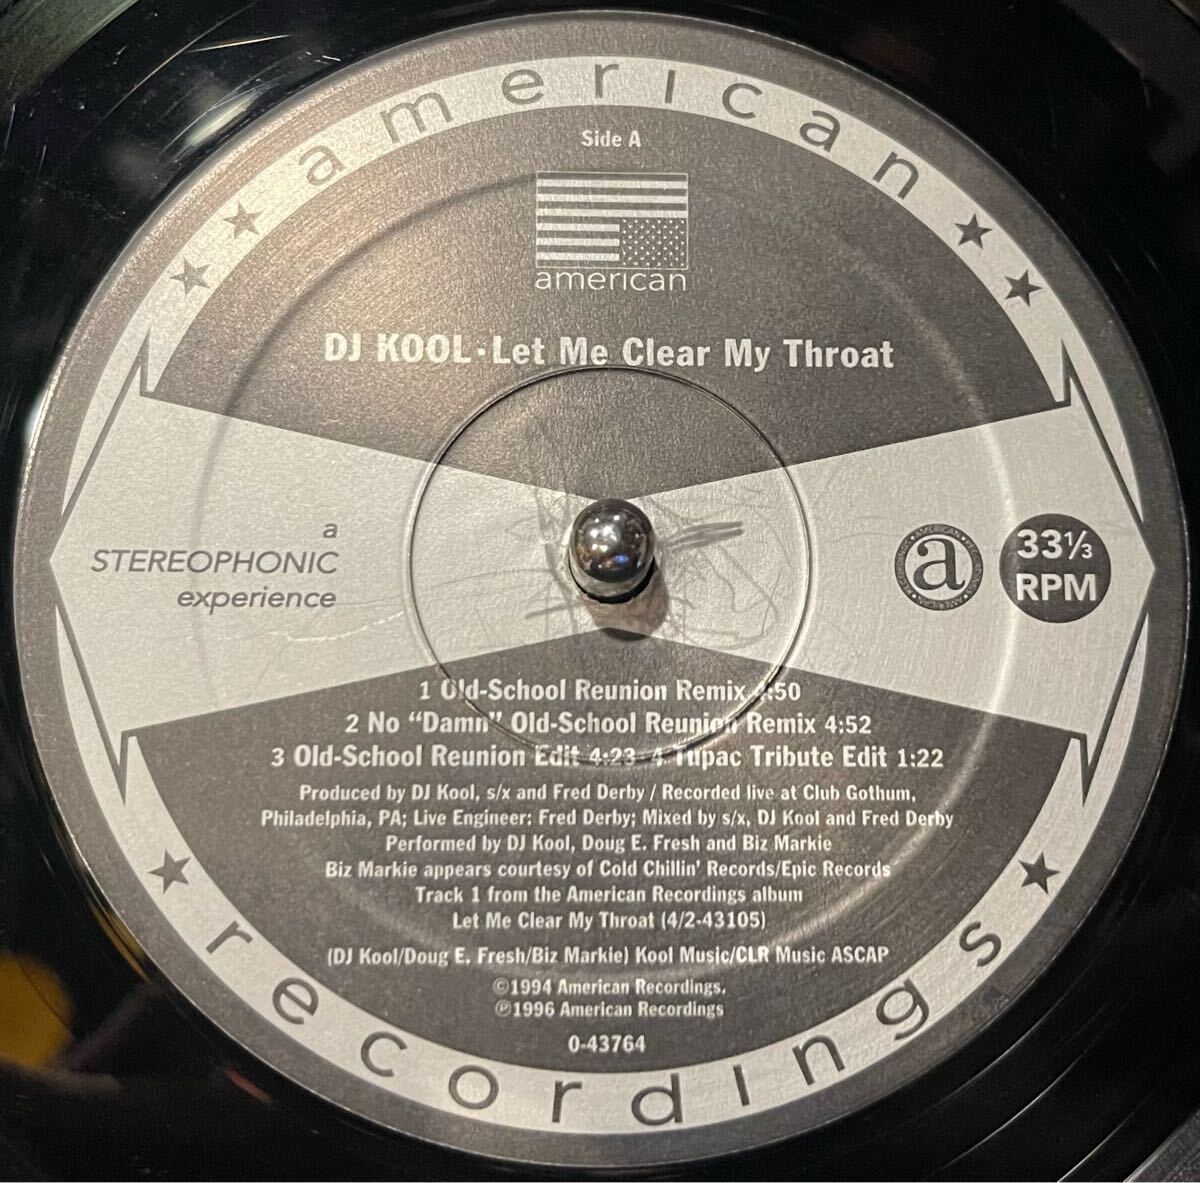 american
Side A
american
DJ KOOL · Let Me Clear My Throat
a
STEREOPHONIC
experience
a
33⅓
RPM
1 Old-School Reunion Remix 4:50
2 No “Damn” Old-School Reunion Remix 4:52
3 Old-School Reunion Edit 4:23 4 Tupac Tribute Edit 1:22
Produced by DJ Kool, s/x and Fred Derby / Recorded live at Club Gothum,
Philadelphia, PA; Live Engineer: Fred Derby; Mixed by s/x, DJ Kool and Fred Derby
Performed by DJ Kool, Doug E. Fresh and Biz Markie
Biz Markie appears courtesy of Cold Chillin' Records/Epic Records
Track 1 from the American Recordings album
Let Me Clear My Throat (4/2-43105)
(DJ Kool/Doug E. Fresh/Biz Markie) Kool Music/CLR Music ASCAP
©1994 American Recordings.
℗1996 American Recordings
0-43764
recordings